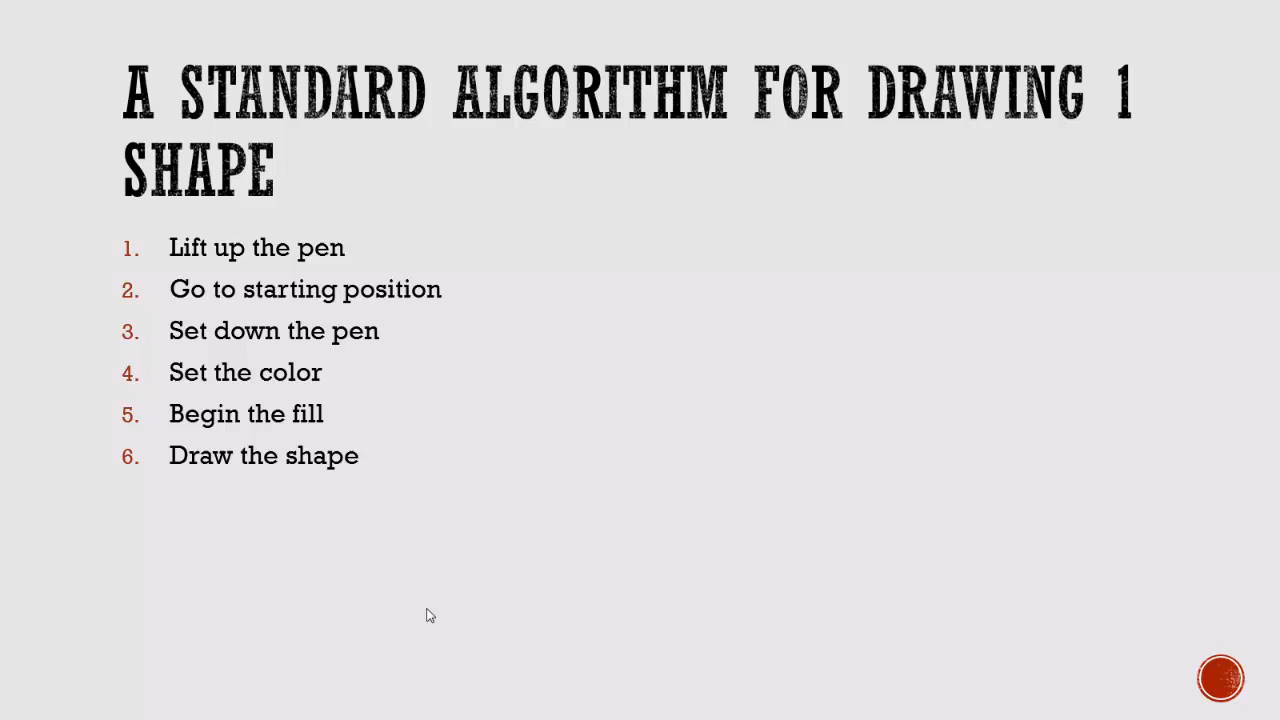 A STANDARD ALGORITHM FOR DRAWING 1
SHAPE
1. Lift up the pen
2. Go to starting position
3. Set down the pen
4. Set the color
5. Begin the fill
6. Draw the shape